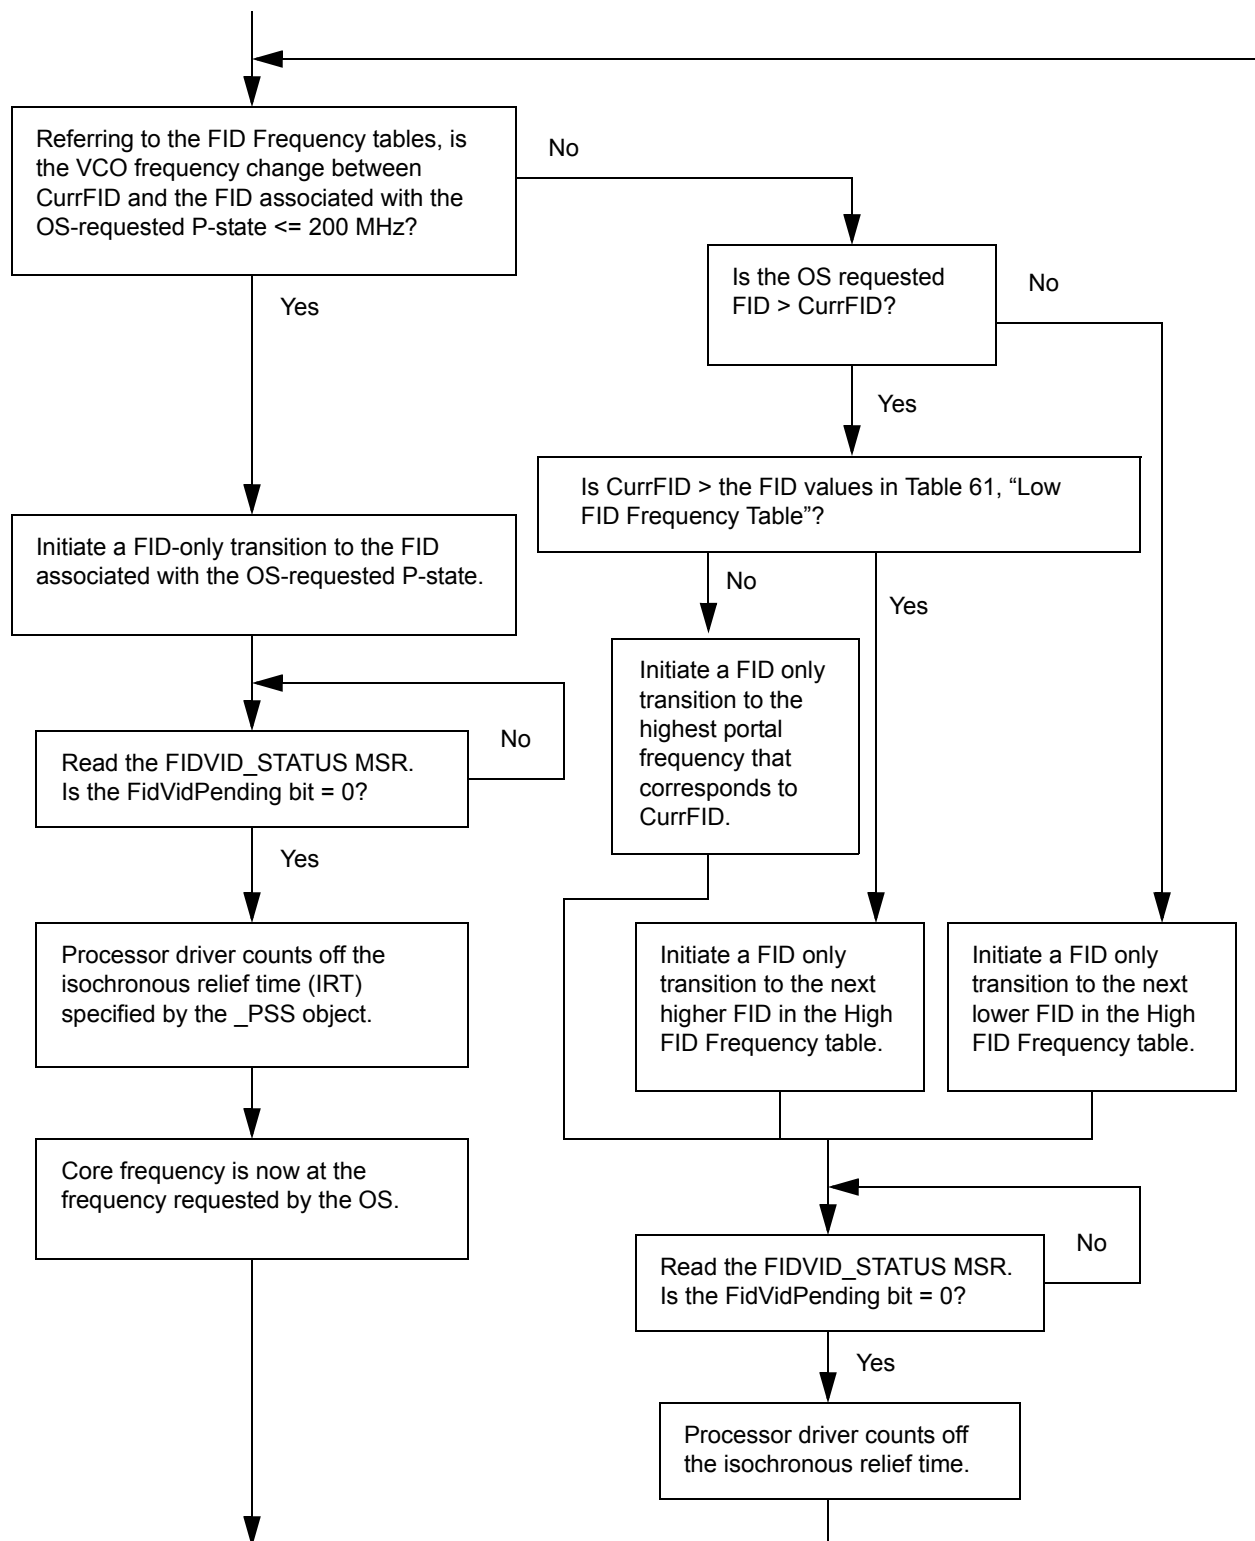 Referring to the FID Frequency tables, is
the VCO frequency change between
CurrFID and the FID associated with the
OS-requested P-state <= 200 MHz?
No
Yes
Is the OS requested
FID > CurrFID?
No
Yes
Is CurrFID > the FID values in Table 61, “Low
FID Frequency Table”?
No
Yes
Initiate a FID-only transition to the FID
associated with the OS-requested P-state.
Read the FIDVID_STATUS MSR.
Is the FidVidPending bit = 0?
No
Yes
Processor driver counts off the
isochronous relief time (IRT)
specified by the _PSS object.
Core frequency is now at the
frequency requested by the OS.
Initiate a FID only
transition to the
highest portal
frequency that
corresponds to
CurrFID.
Initiate a FID only
transition to the next
higher FID in the High
FID Frequency table.
Initiate a FID only
transition to the next
lower FID in the High
FID Frequency table.
Read the FIDVID_STATUS MSR.
Is the FidVidPending bit = 0?
No
Yes
Processor driver counts off
the isochronous relief time.